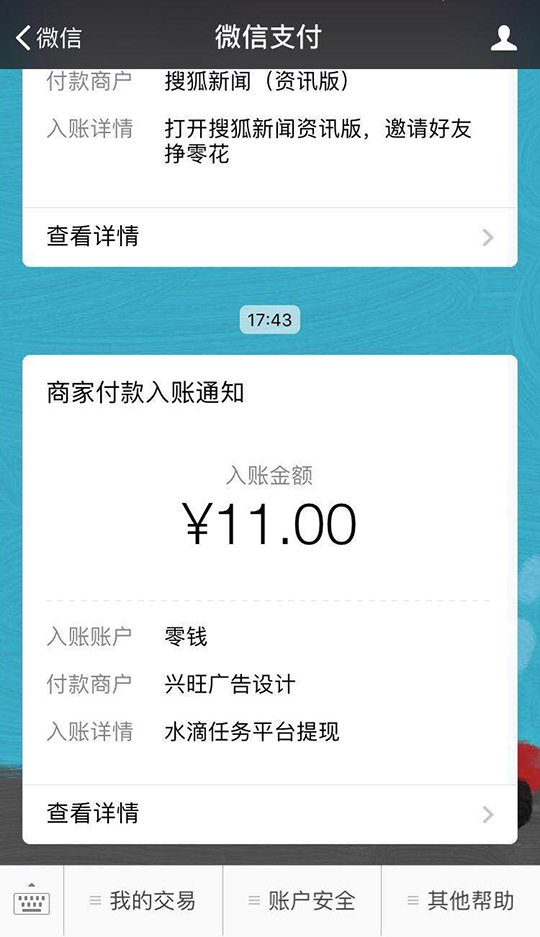 微信
微信支付
付款商户 搜狐新闻（资讯版）
入账详情 打开搜狐新闻资讯版，邀请好友
挣零花
查看详情
17:43
商家付款入账通知
入账金额
¥11.00
入账账户 零钱
付款商户 兴旺广告设计
入账详情 水滴任务平台提现
查看详情
我的交易 账户安全 其他帮助